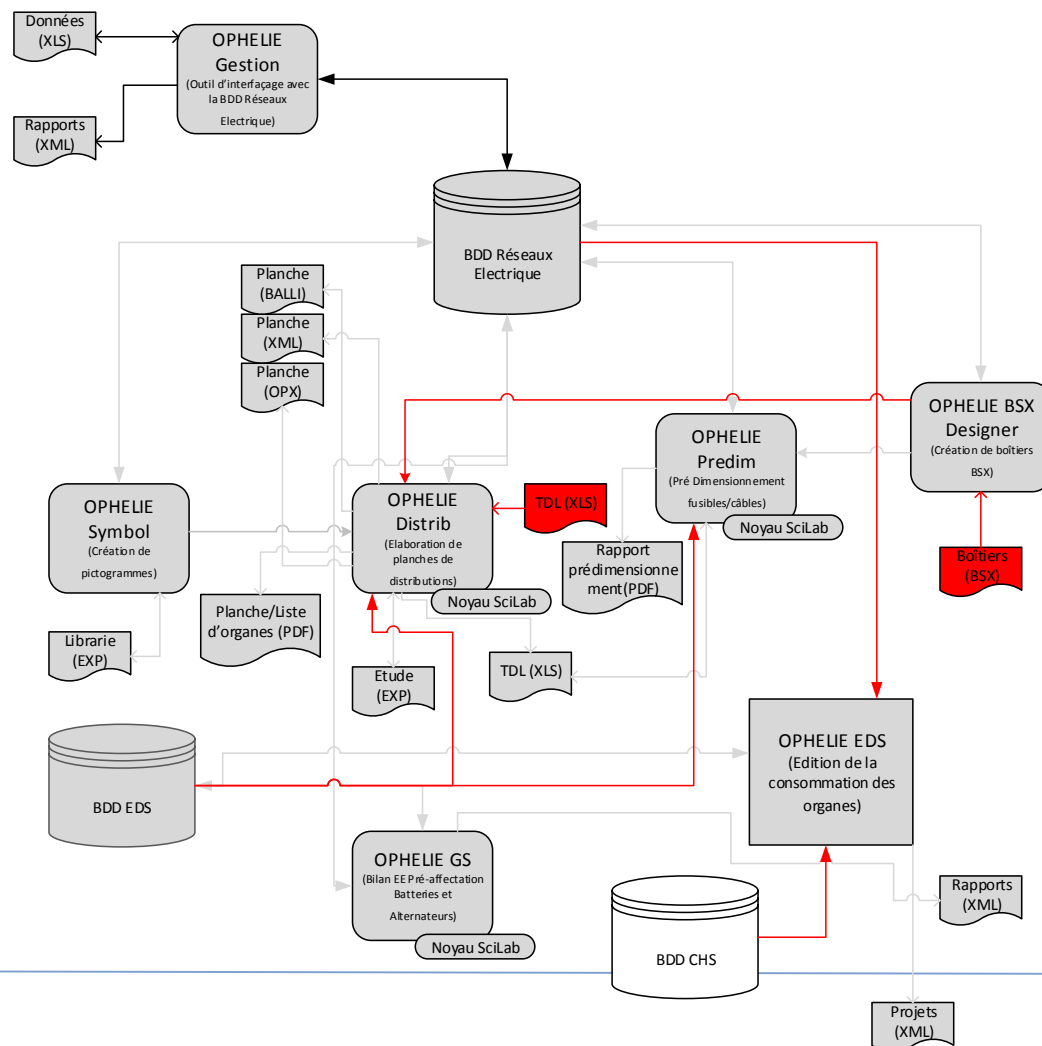 Données
(XLS)
OPHELIE
Gestion
(Outil d'interfaçage avec
la BDD Réseaux
Electrique)
Rapports
(XML)
BDD Réseaux
Electrique
Planche
(BALLI)
Planche
(XML)
Planche
(OPX)
OPHELIE BSX
Designer
(Création de boîtiers
BSX)
OPHELIE
Predim
(Pré Dimensionnement
fusibles/câbles)
Noyau SciLab
OPHELIE
Symbol
(Création de
pictogrammes)
OPHELIE
Distrib
(Elaboration de
planches de
distributions)
Noyau SciLab
TDL (XLS)
Rapport
prédimensionne
ment(PDF)
Boîtiers
(BSX)
Planche/Liste
d'organes (PDF)
Librarie
(EXP)
Etude
(EXP)
TDL (XLS)
OPHELIE EDS
(Edition de la
consommation des
organes)
BDD EDS
OPHELIE GS
(Bilan EE Pré-affectation
Batteries et
Alternateurs)
Noyau SciLab
BDD CHS
Rapports
(XML)
Projets
(XML)